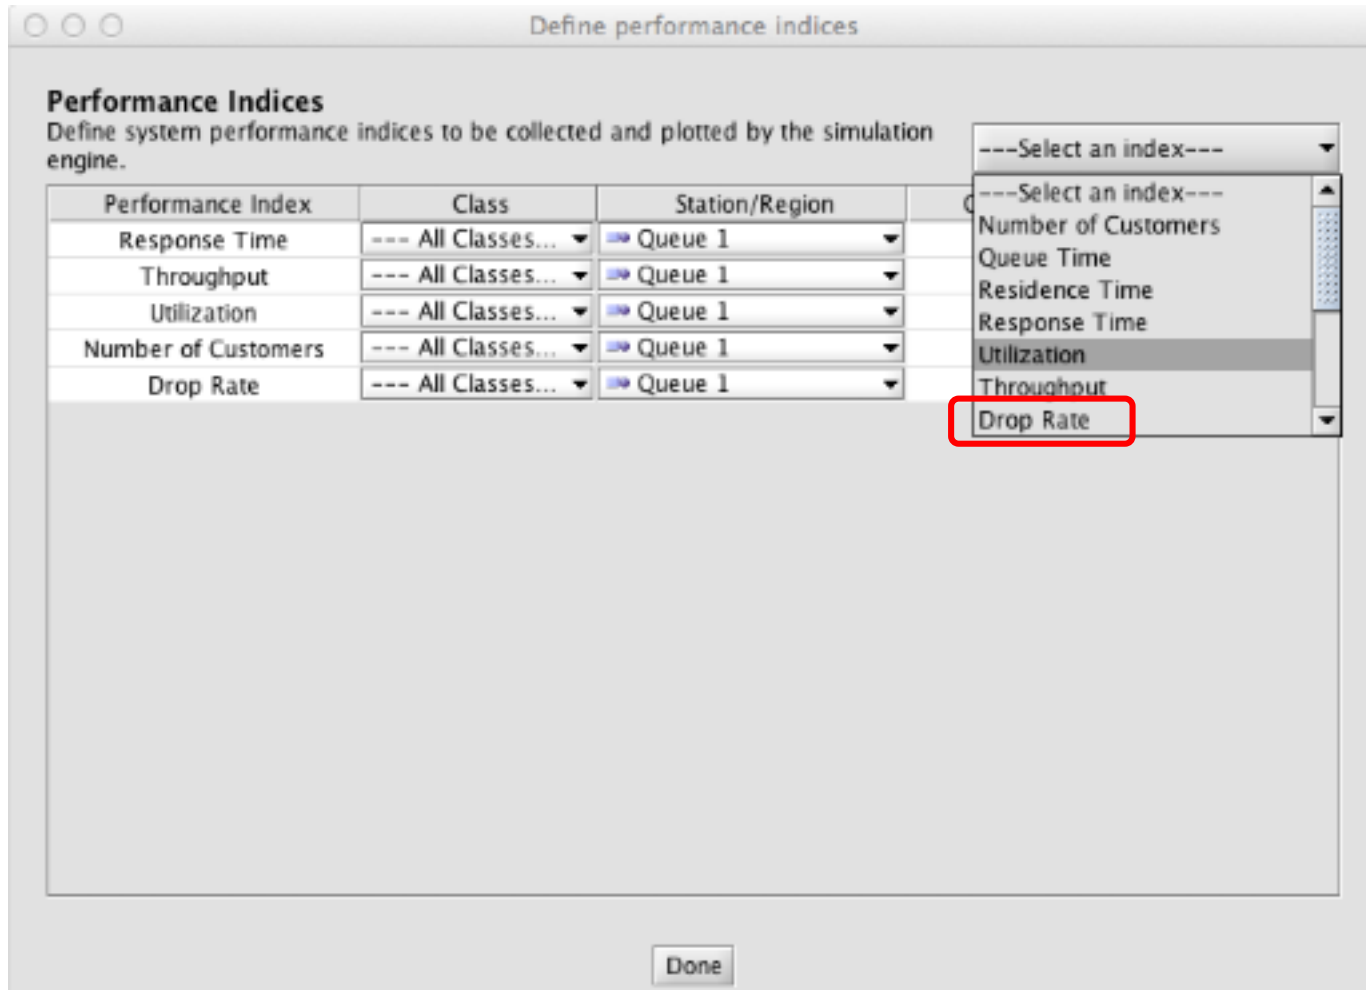 Define performance indices
Performance Indices
Define system performance indices to be collected and plotted by the simulation
engine.
---Select an index---
Performance Index Class Station/Region
Response Time --- All Classes... Queue 1
Throughput --- All Classes... Queue 1
Utilization --- All Classes... Queue 1
Number of Customers --- All Classes... Queue 1
Drop Rate --- All Classes... Queue 1
---Select an index---
Number of Customers
Queue Time
Residence Time
Response Time
Utilization
Throughput
Drop Rate
Done